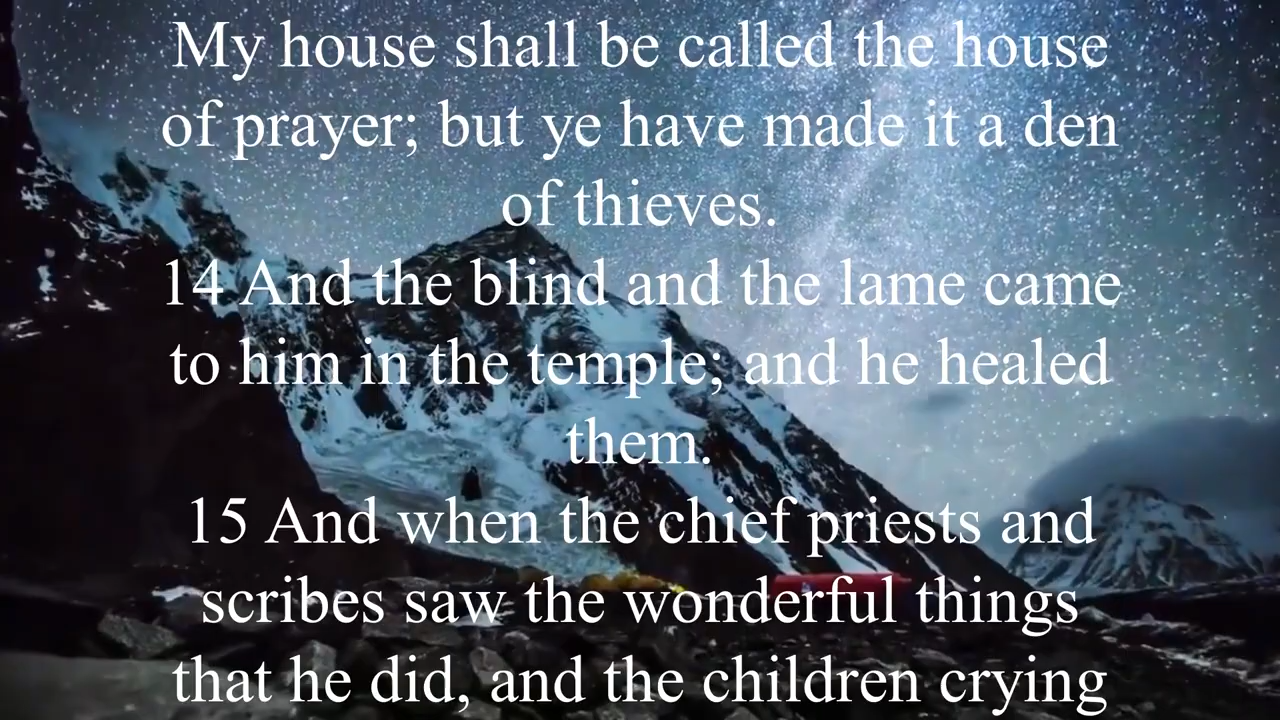 My house shall be called the house
of prayer; but ye have made it a den
of thieves.
14 And the blind and the lame came
to him in the temple; and he healed
them.
15 And when the chief priests and
scribes saw the wonderful things
that he did, and the children crying